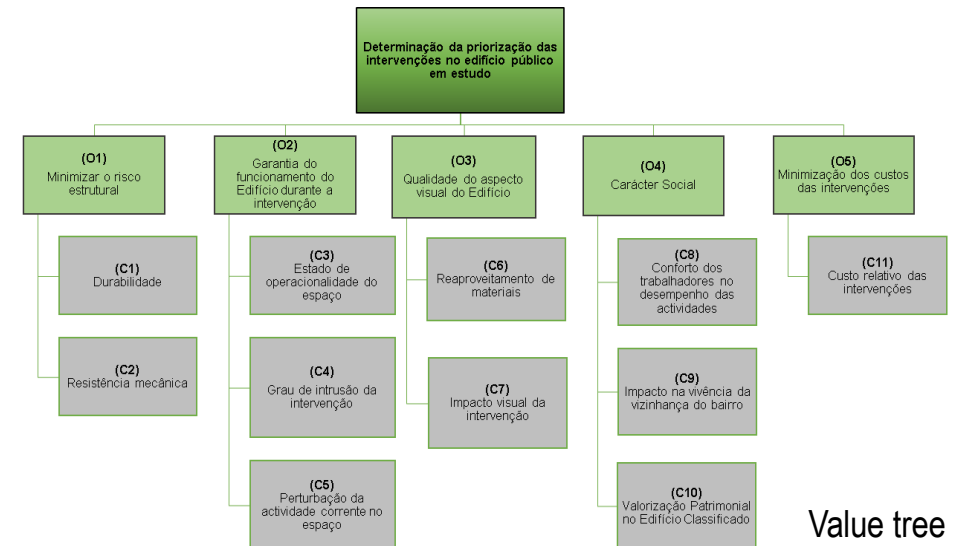 Determinação da priorização das
intervenções no edifício público
em estudo
(O1)
Minimizar o risco
estrutural
(O2)
Garantia do
funcionamento do
Edifício durante a
intervenção
(O3)
Qualidade do aspecto
visual do Edifício
(O4)
Carácter Social
(O5)
Minimização dos custos
das intervenções
(C1)
Durabilidade
(C2)
Resistência mecânica
(C3)
Estado de
operacionalidade do
espaço
(C4)
Grau de intrusão da
intervenção
(C5)
Perturbação da
actividade corrente no
espaço
(C6)
Reaproveitamento de
materiais
(C7)
Impacto visual da
intervenção
(C8)
Conforto dos
trabalhadores no
desempenho das
actividades
(C9)
Impacto na vivência da
vizinhança do bairro
(C10)
Valorização Patrimonial
no Edifício Classificado
(C11)
Custo relativo das
intervenções
Value tree